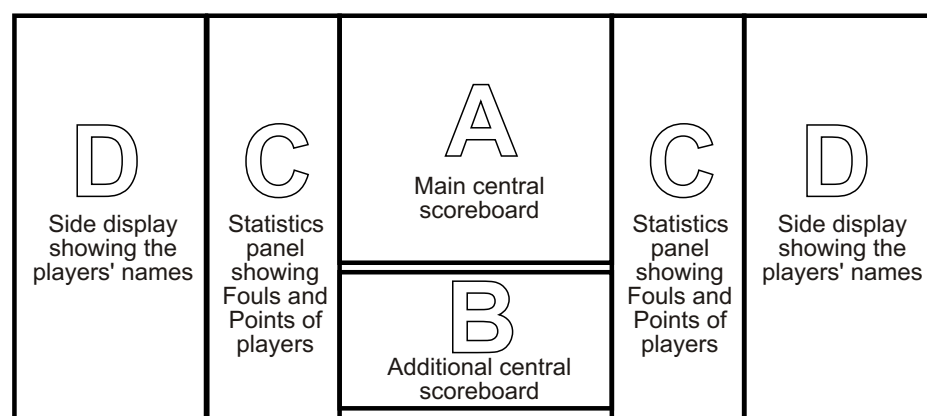 D
Side display
showing the
players' names
C
Statistics
panel
showing
Fouls and
Points of
players
A
Main central
scoreboard
B
Additional central
scoreboard
C
Statistics
panel
showing
Fouls and
Points of
players
D
Side display
showing the
players' names